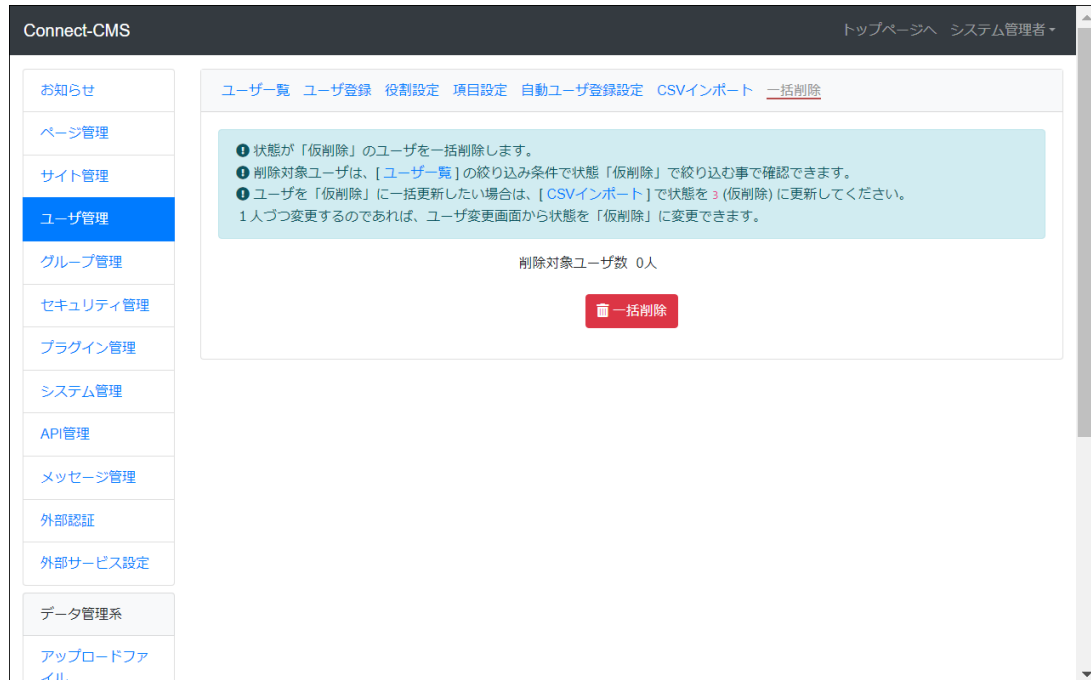 Connect-CMS
トップページへ システム管理者
お知らせ
ページ管理
サイト管理
ユーザ管理
グループ管理
セキュリティ管理
プラグイン管理
システム管理
API管理
メッセージ管理
外部認証
外部サービス設定
データ管理系
アップロードファ
イル
ユーザ一覧 ユーザ登録 役割設定 項目設定 自動ユーザ登録設定 CSVインポート 一括削除
状態が「仮削除」のユーザを一括削除します。
削除対象ユーザは、[ ユーザ一覧 ] の絞り込み条件で状態「仮削除」で絞り込む事で確認できます。
ユーザを「仮削除」に一括更新したい場合は、[ CSVインポート ] で状態を 3 (仮削除) に更新してください。
1人づつ変更するのであれば、ユーザ変更画面から状態を「仮削除」に変更できます。
削除対象ユーザ数 0人
一括削除